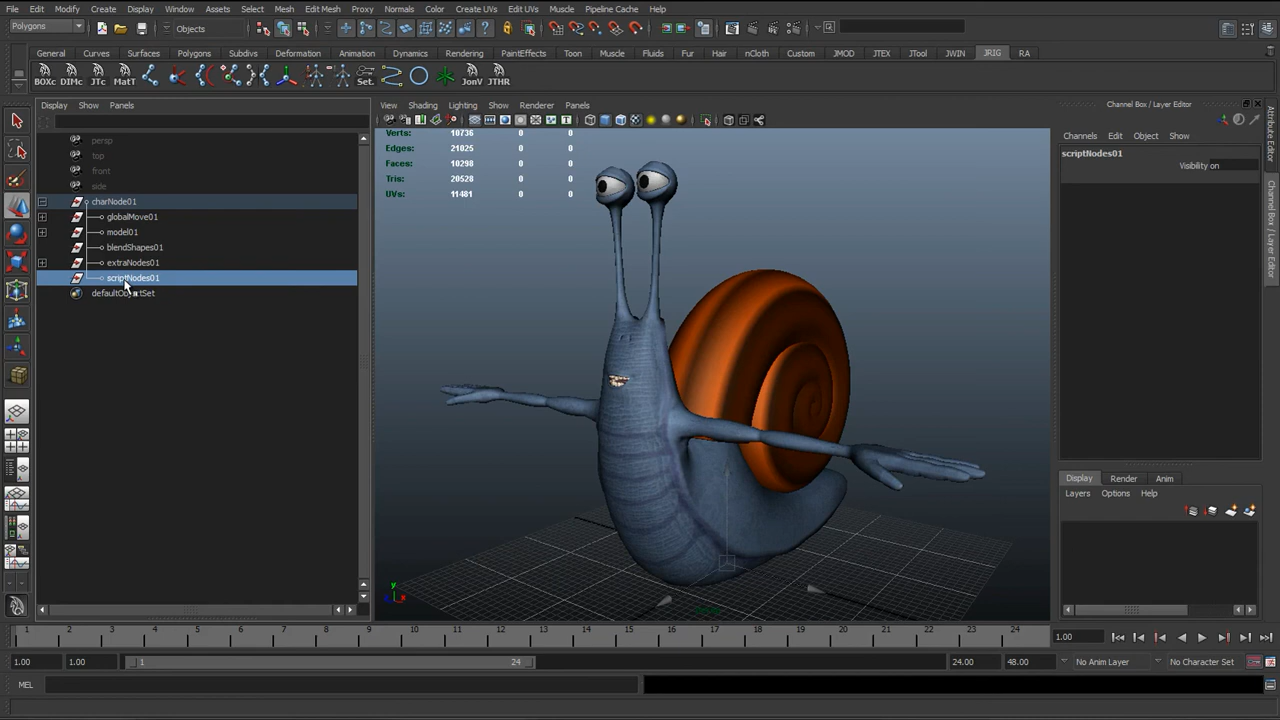 File Edit Modify Create Display Window Assets Select Mesh Edit Mesh Proxy Normals Color Create UVs Edit UVs Muscle Pipeline Cache Help
Polygons Objects
General Curves Surfaces Polygons Subdivs Deformation Animation Dynamics Rendering PaintEffects Toon Muscle Fluids Fur Hair nCloth Custom JMOD JTEX JTool JWIN JRIG RA
BOXc DIMc JTc MatT Set. JonV JTHR
Display Show Panels
View Shading Lighting Show Renderer Panels
Channel Box / Layer Editor
Channels Edit Object Show
scriptNodes01
Visibility on
Attribute Editor
Channel Box / Layer Editor
persp
top
front
side
charNode01
globalMove01
model01
blendShapes01
extraNodes01
scriptNodes01
Verts: 10736 0 0
Edges: 21025 0 0
Faces: 10298 0 0
Tris: 20528 0 0
UVs: 11481 0 0
y
Display Render Anim
Layers Options Help
1 2 3 4 5 6 7 8 9 10 11 12 13 14 15 16 17 18 19 20 21 22 23 24
1.00
1.00 1.00 1 24 24.00 48.00 No Anim Layer No Character Set
MEL